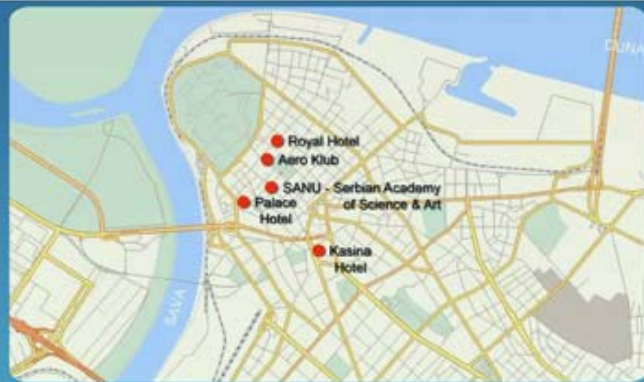 DUNA
Royal Hotel
Aero Klub
SANU - Serbian Academy
of Science & Art
Palace
Hotel
Kasina
Hotel
SAVA